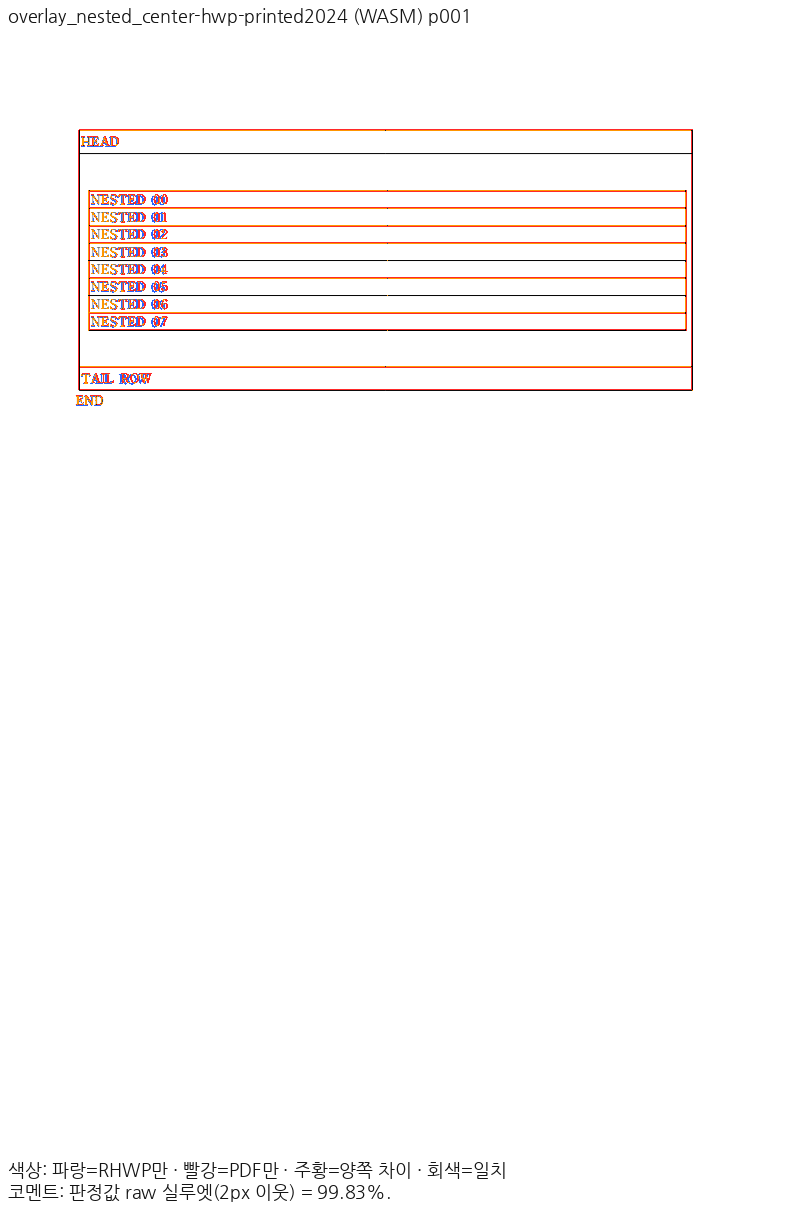 overlay_nested_center-hwp-printed2024 (WASM) p001
HEAD
NESTED 00
NESTED 01
NESTED 02
NESTED 03
NESTED 04
NESTED 05
NESTED 06
NESTED 07
TAIL ROW
END
색상: 파랑=RHWP만 · 빨강=PDF만 · 주황=양쪽 차이 · 회색=일치
코멘트: 판정값 raw 실루엣(2px 이웃) = 99.83%.